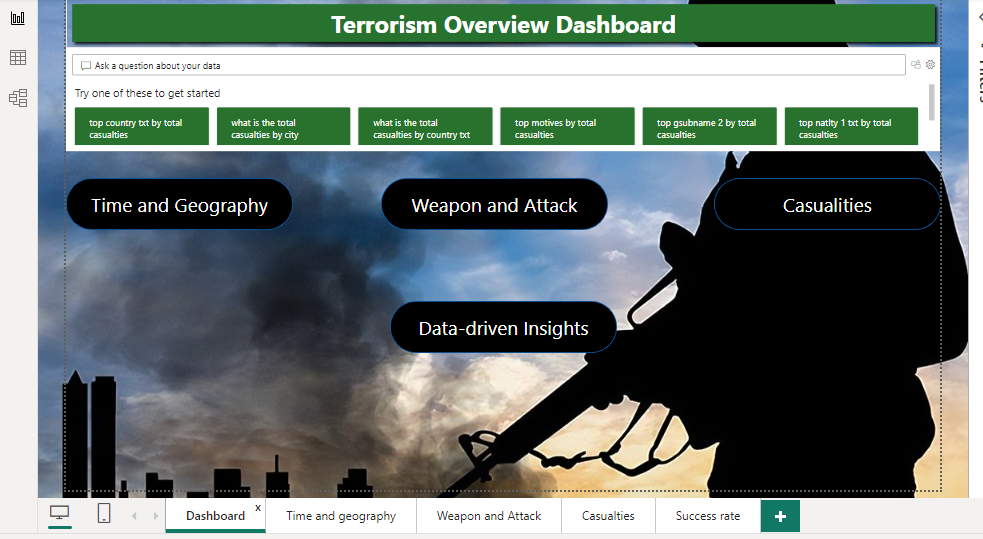 Terrorism Overview Dashboard
Ask a question about your data
Try one of these to get started
top country txt by total
casualties
what is the total
casualties by city
what is the total
casualties by country txt
top motives by total
casualties
top gsubname 2 by total
casualties
top natlty 1 txt by total
casualties
Time and Geography
Weapon and Attack
Casualities
Data-driven Insights
Dashboard
x
Time and geography
Weapon and Attack
Casualties
Success rate
+